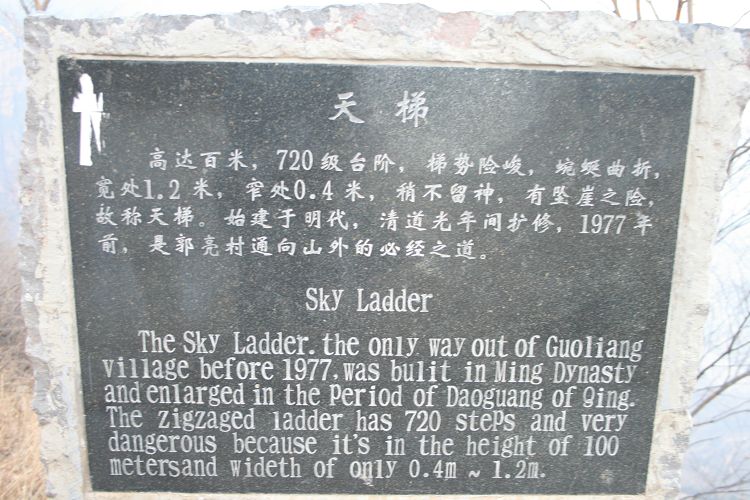 天梯
高达百米，720级台阶，梯势险峻，蜿蜒曲折，
宽处1.2米，窄处0.4米，稍不留神，有坠崖之险，
故称天梯。始建于明代，清道光年间扩修，1977年
前，是郭亮村通向山外的必经之道。
Sky Ladder
The Sky Ladder. the only way out of Guoliang
village before 1977, was bulit in Ming Dynasty
and enlarged in the Period of Daoguang of Qing.
The zigzaged ladder has 720 steps and very
dangerous because it's in the height of 100
metersand wideth of only 0.4m ~ 1.2m.